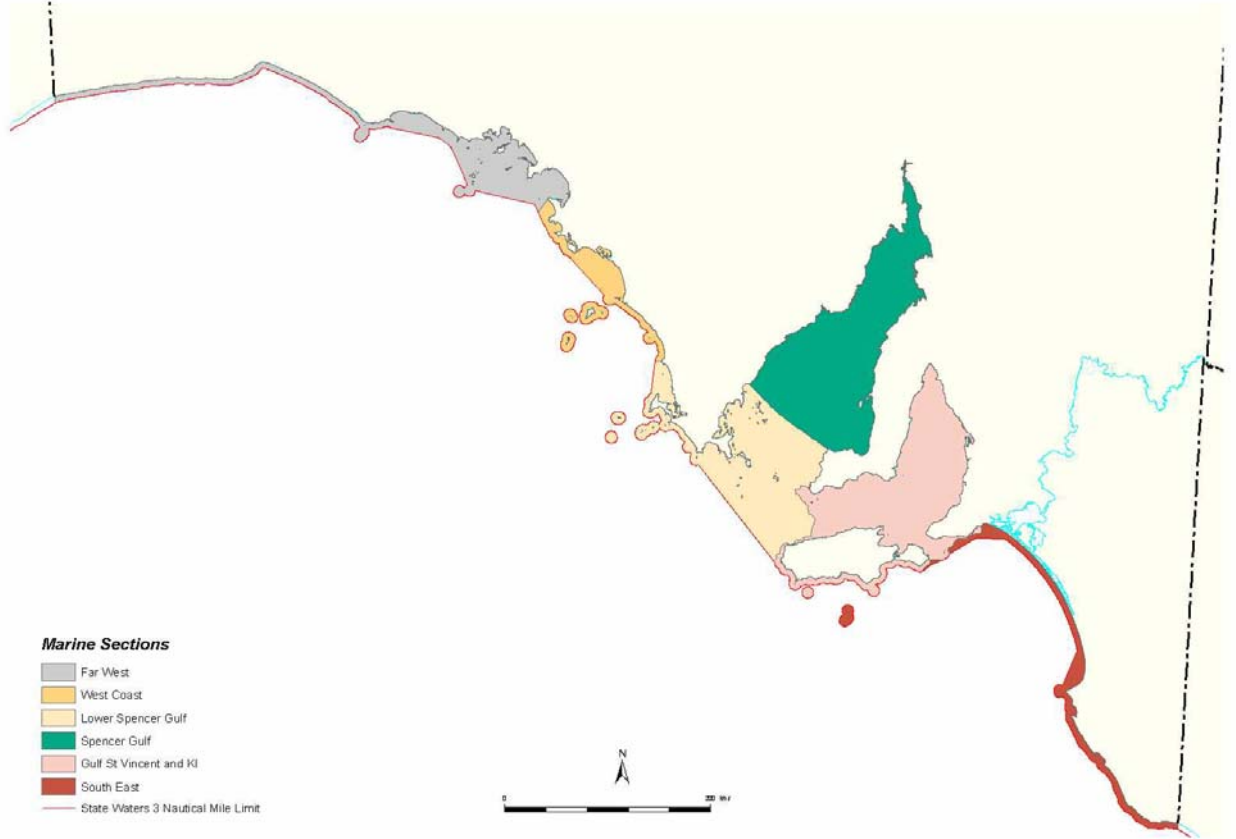 Marine Sections
Far West
West Coast
Lower Spencer Gulf
Spencer Gulf
Gulf St Vincent and KI
South East
State Waters 3 Nautical Mile Limit
N
0